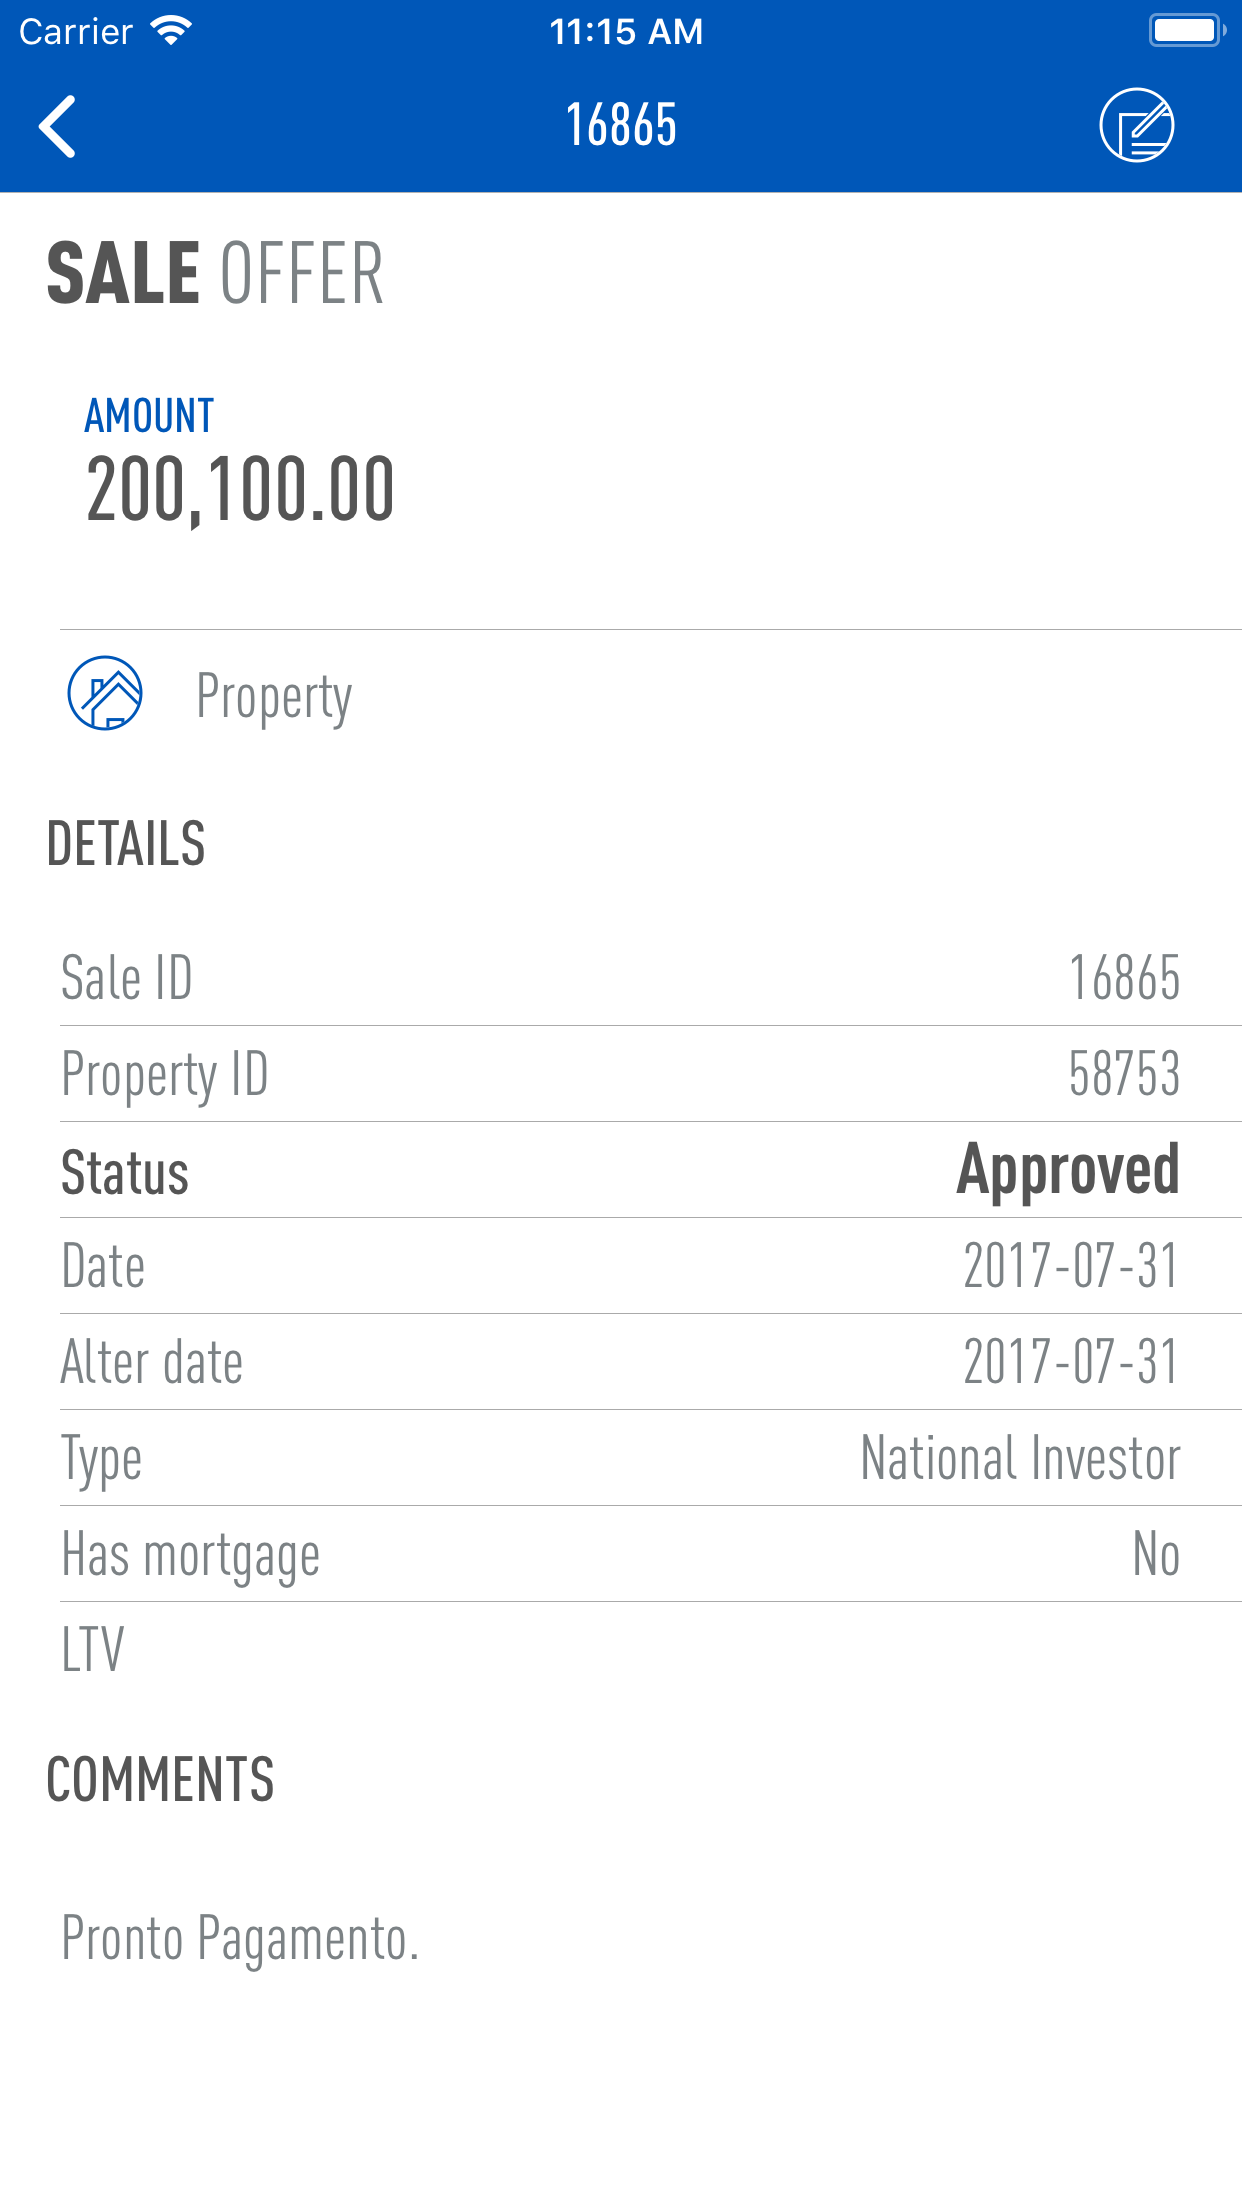 Carrier 11:15 AM
16865
SALE OFFER
AMOUNT
200,100.00
Property
DETAILS
Sale ID 16865
Property ID 58753
Status Approved
Date 2017-07-31
Alter date 2017-07-31
Type National Investor
Has mortgage No
LTV
COMMENTS
Pronto Pagamento.